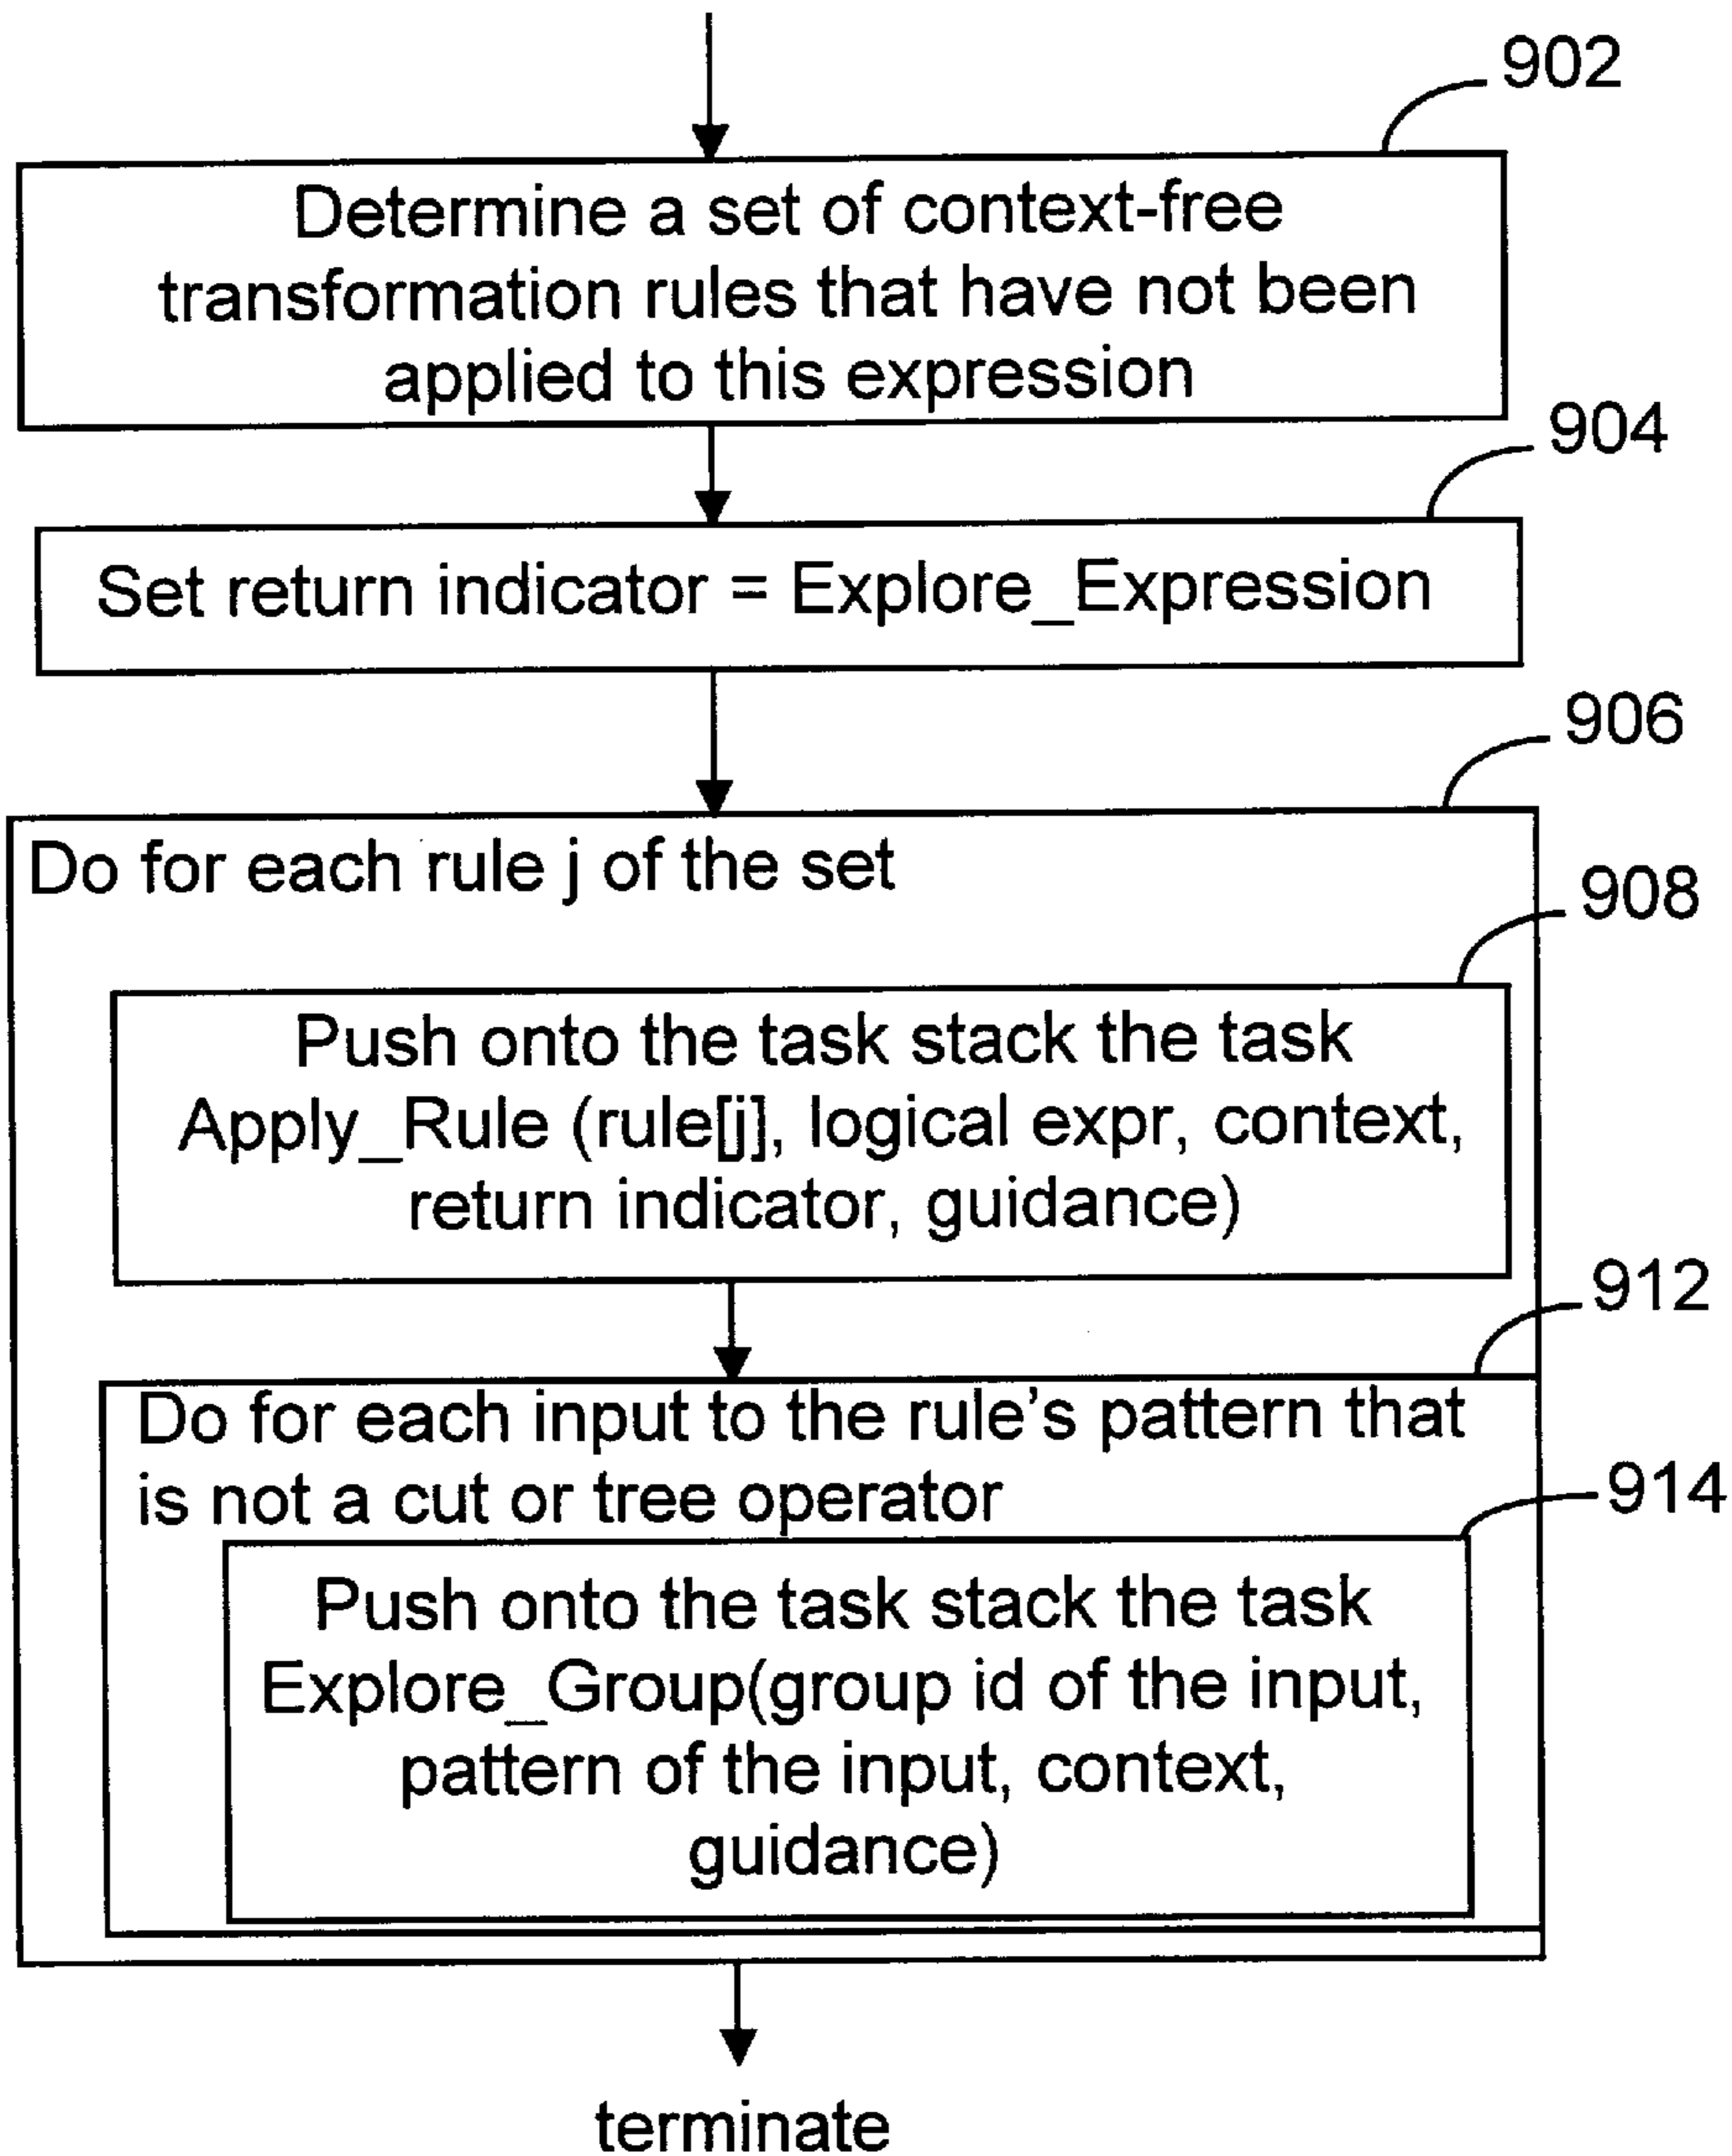 902
Determine a set of context-free
transformation rules that have not been
applied to this expression
904
Set return indicator = Explore_Expression
906
Do for each rule j of the set
908
Push onto the task stack the task
Apply_Rule (rule[j], logical expr, context,
return indicator, guidance)
912
Do for each input to the rule's pattern that
is not a cut or tree operator
914
Push onto the task stack the task
Explore_Group(group id of the input,
pattern of the input, context,
guidance)
terminate